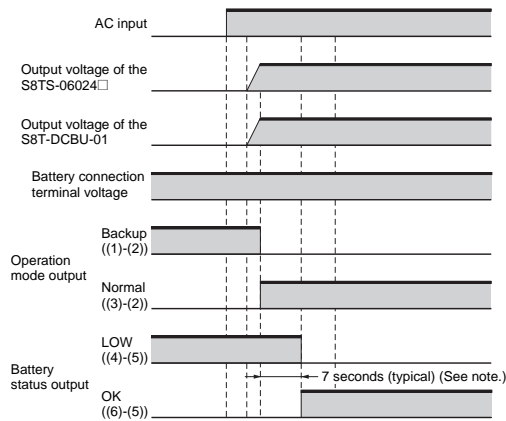 AC input
Output voltage of the
S8TS-06024□
Output voltage of the
S8T-DCBU-01
Battery connection
terminal voltage
Operation
mode output
Backup
((1)-(2))
Normal
((3)-(2))
Battery
status output
LOW
((4)-(5))
7 seconds (typical) (See note.)
OK
((6)-(5))